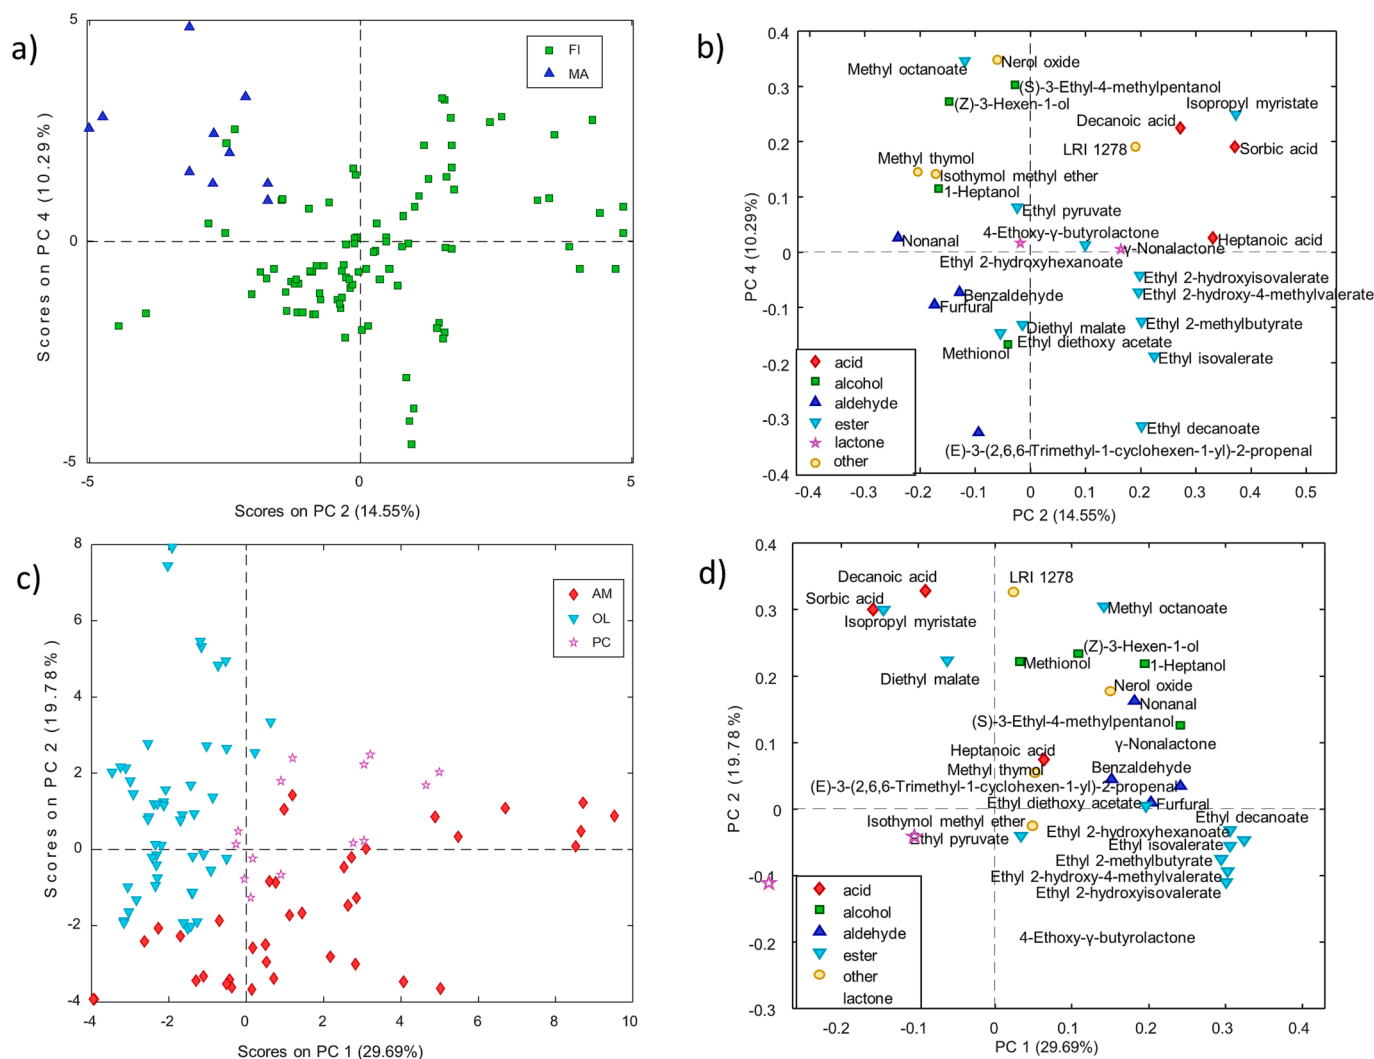 a)
5
0
-5
-5
0
5
Scores on PC 4 (10.29%)
Scores on PC 2 (14.55%)
FI
MA
b)
0.4
0.3
0.2
0.1
0
-0.1
-0.2
-0.3
-0.4
-0.4
-0.3
-0.2
-0.1
0
0.1
0.2
0.3
0.4
0.5
PC 4 (10.29%)
PC 2 (14.55%)
Methyl octanoate
Nerol oxide
(S)-3-Ethyl-4-methylpentanol
(Z)-3-Hexen-1-ol
Isopropyl myristate
Decanoic acid
LRI 1278
Sorbic acid
Methyl thymol
Isothymol methyl ether
1-Heptanol
Ethyl pyruvate
4-Ethoxy-γ-butyrolactone
Nonanal
γ-Nonalactone
Heptanoic acid
Ethyl 2-hydroxyhexanoate
Ethyl 2-hydroxyisovalerate
Benzaldehyde
Ethyl 2-hydroxy-4-methylvalerate
Furfural
Diethyl malate
Ethyl 2-methylbutyrate
Ethyl diethoxy acetate
Methionol
Ethyl isovalerate
Ethyl decanoate
(E)-3-(2,6,6-Trimethyl-1-cyclohexen-1-yl)-2-propenal
acid
alcohol
aldehyde
ester
lactone
other
c)
8
6
4
2
0
-2
-4
-4
-2
0
2
4
6
8
10
Scores on PC 2 (19.78%)
Scores on PC 1 (29.69%)
AM
OL
PC
d)
0.4
0.3
0.2
0.1
0
-0.1
-0.2
-0.3
-0.2
-0.1
0
0.1
0.2
0.3
0.4
PC 2 (19.78%)
PC 1 (29.69%)
Decanoic acid
LRI 1278
Sorbic acid
Isopropyl myristate
Methyl octanoate
(Z)-3-Hexen-1-ol
Methionol
1-Heptanol
Diethyl malate
Nerol oxide
Nonanal
(S)-3-Ethyl-4-methylpentanol
γ-Nonalactone
Heptanoic acid
Methyl thymol
Benzaldehyde
(E)-3-(2,6,6-Trimethyl-1-cyclohexen-1-yl)-2-propenal
Ethyl diethoxy acetate
Furfural
Isothymol methyl ether
Ethyl decanoate
Ethyl pyruvate
Ethyl 2-hydroxyhexanoate
Ethyl isovalerate
Ethyl 2-methylbutyrate
Ethyl 2-hydroxy-4-methylvalerate
Ethyl 2-hydroxyisovalerate
4-Ethoxy-γ-butyrolactone
acid
alcohol
aldehyde
ester
other
lactone